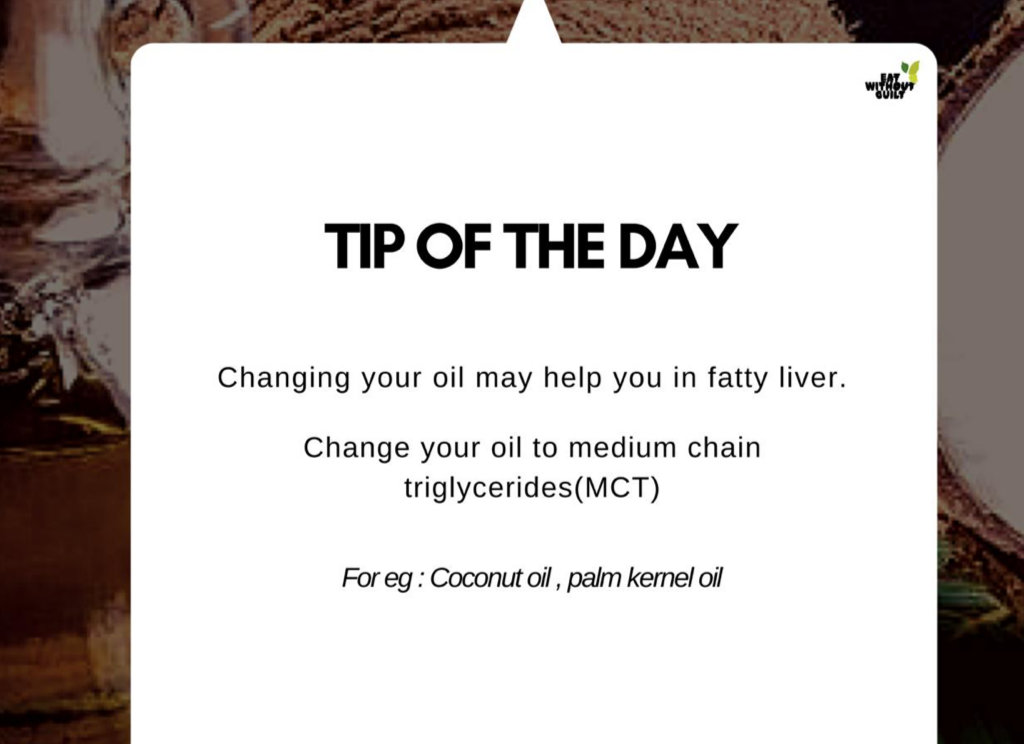 EAT
WITHOUT
GUILT
TIP OF THE DAY
Changing your oil may help you in fatty liver.
Change your oil to medium chain
triglycerides(MCT)
For eg : Coconut oil , palm kernel oil